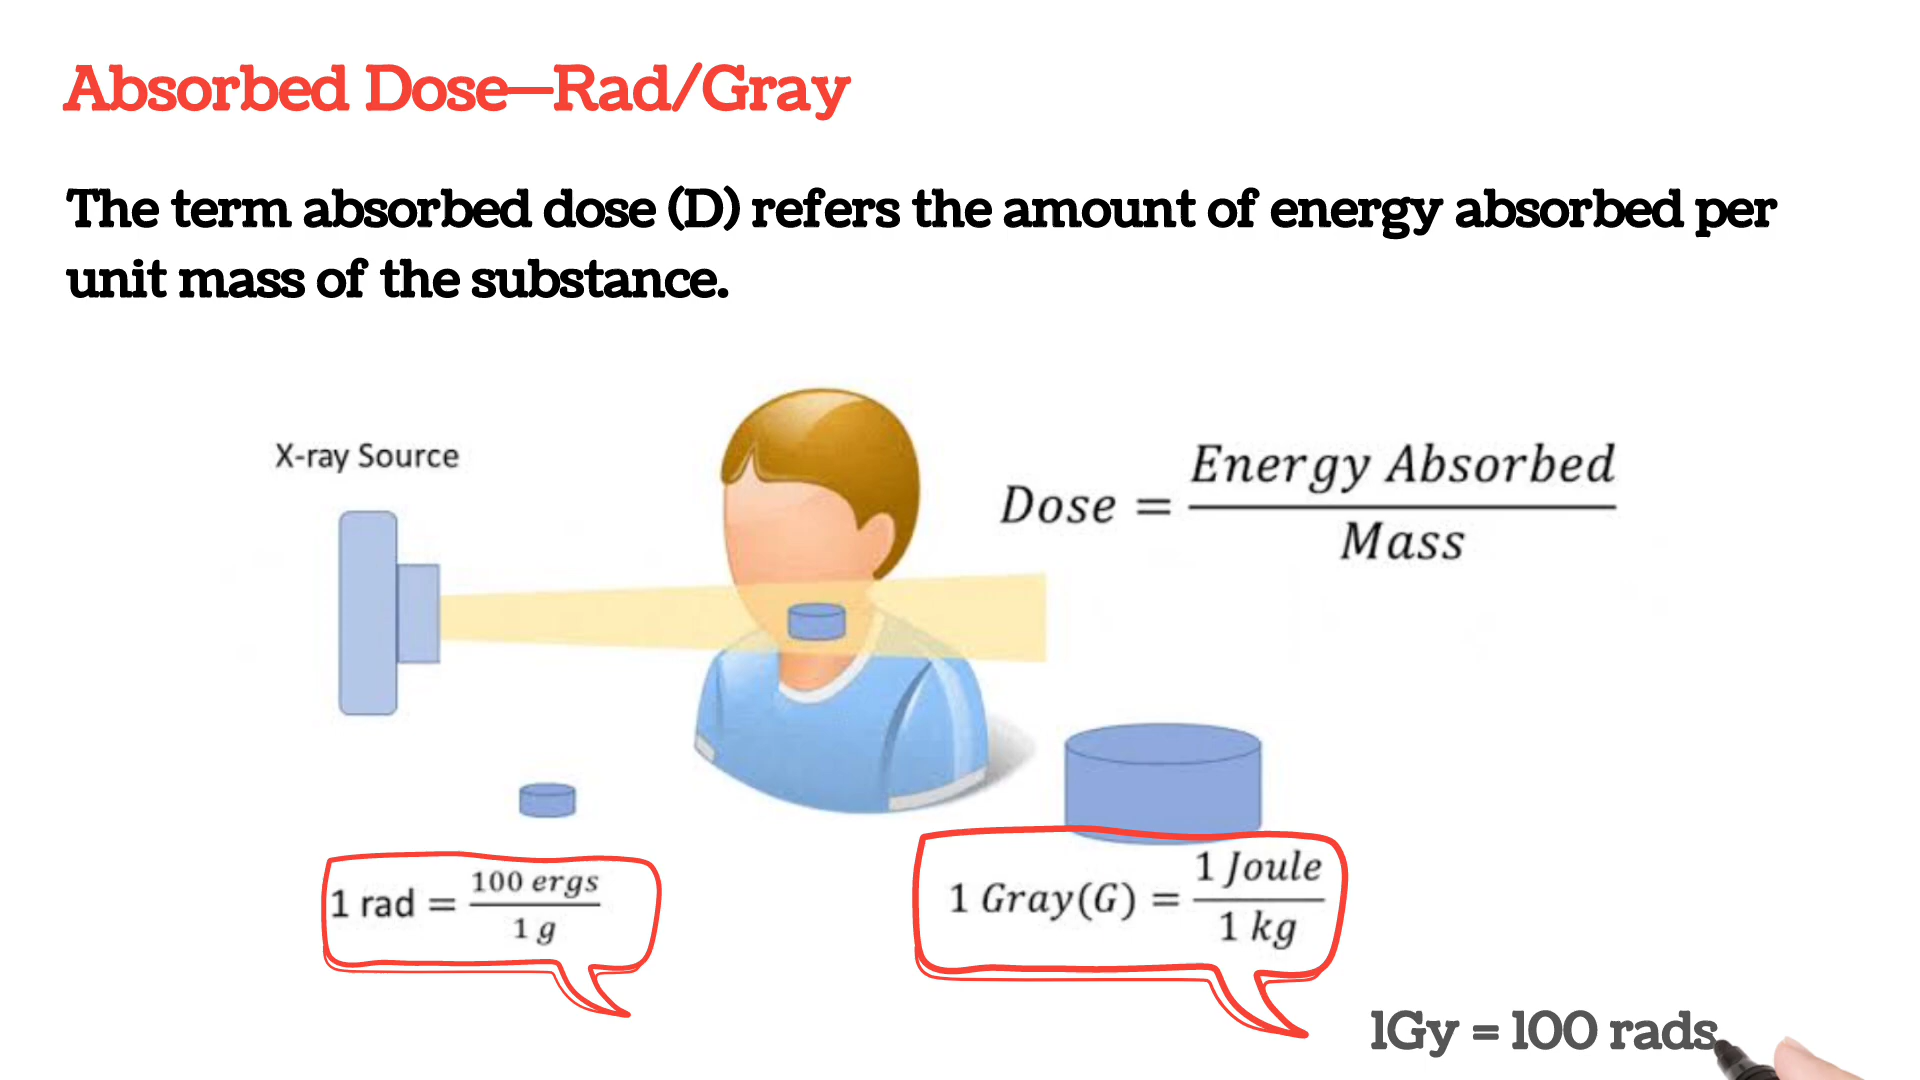 Absorbed Dose—Rad/Gray
The term absorbed dose (D) refers the amount of energy absorbed per
unit mass of the substance.
X-ray Source
Dose = Energy Absorbed / Mass
1 rad = 100 ergs / 1 g
1 Gray(G) = 1 Joule / 1 kg
1Gy = 100 rads